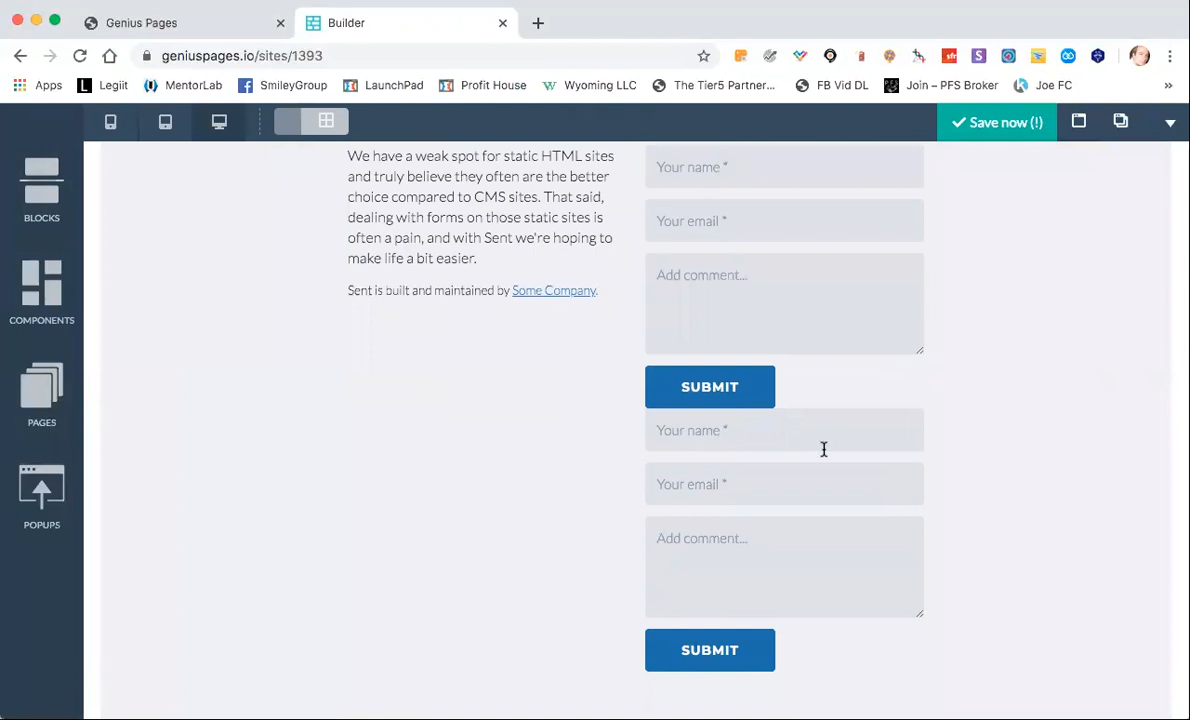 Genius Pages
Builder
geniuspages.io/sites/1393
Apps
Legiit
MentorLab
SmileyGroup
LaunchPad
Profit House
Wyoming LLC
The Tier5 Partner...
FB Vid DL
Join – PFS Broker
Joe FC
»
Save now (!)
BLOCKS
COMPONENTS
PAGES
POPUPS
We have a weak spot for static HTML sites
and truly believe they often are the better
choice compared to CMS sites. That said,
dealing with forms on those static sites is
often a pain, and with Sent we're hoping to
make life a bit easier.
Sent is built and maintained by Some Company.
Your name *
Your email *
Add comment...
SUBMIT
Your name *
Your email *
Add comment...
SUBMIT